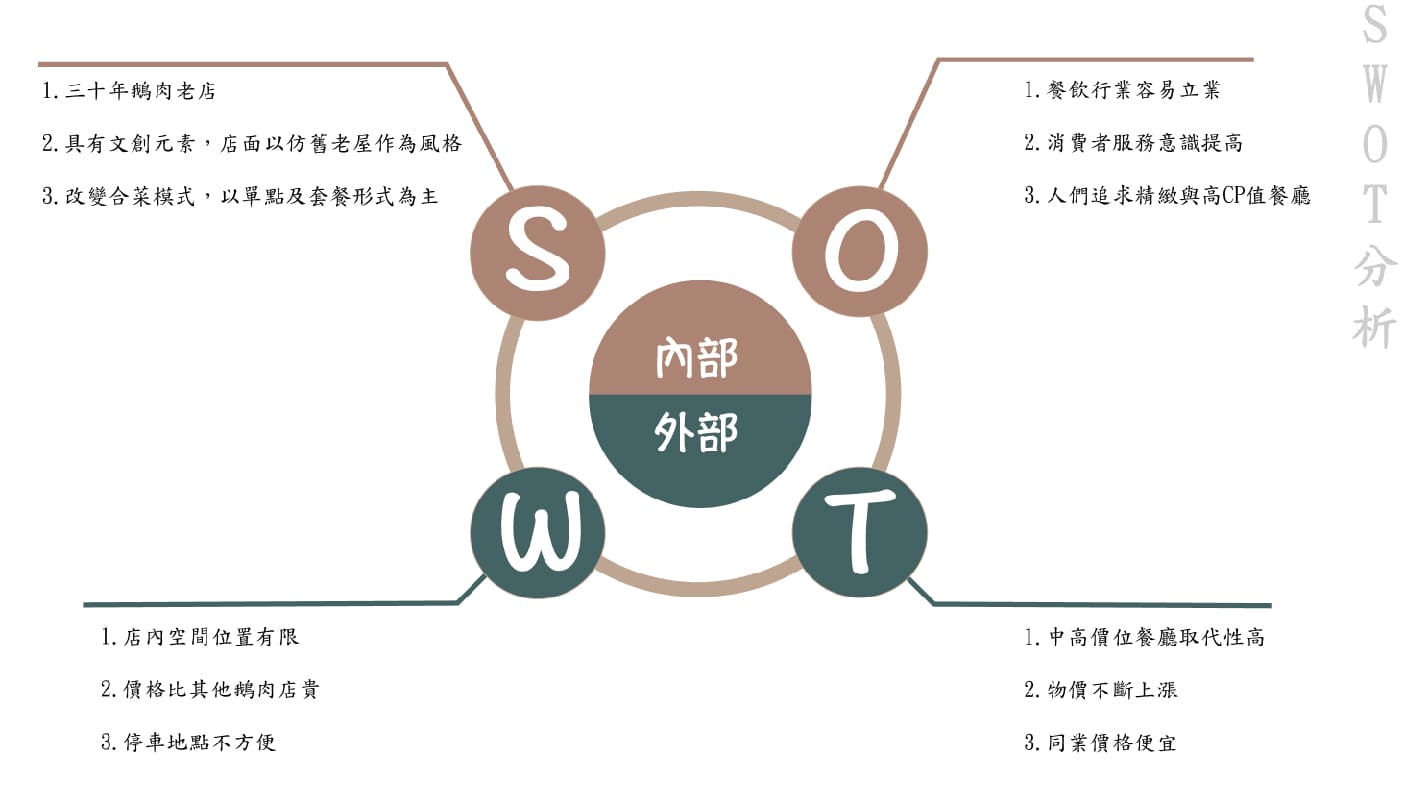 SWOT分析
1.三十年鵝肉老店
2.具有文創元素，店面以仿舊老屋作為風格
3.改變合菜模式，以單點及套餐形式為主
1.餐飲行業容易立業
2.消費者服務意識提高
3.人們追求精緻與高CP值餐廳
S
O
內部
外部
W
T
1.店內空間位置有限
2.價格比其他鵝肉店貴
3.停車地點不方便
1.中高價位餐廳取代性高
2.物價不斷上漲
3.同業價格便宜